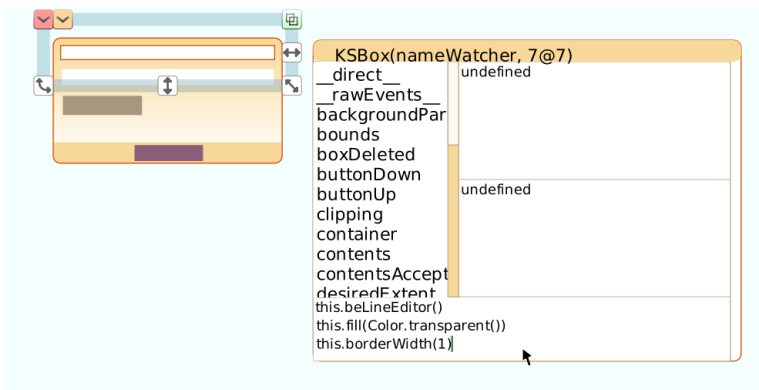 KSBox(nameWatcher, 7@7)
__direct__
__rawEvents__
backgroundPar
bounds
boxDeleted
buttonDown
buttonUp
clipping
container
contents
contentsAccept
desiredExtent
undefined
undefined
this.beLineEditor()
this.fill(Color.transparent())
this.borderWidth(1)